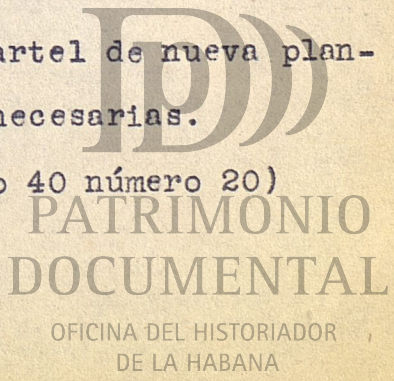 artel de nueva plan-
necesarias.
o 40 número 20)
PATRIMONIO
DOCUMENTAL
OFICINA DEL HISTORIADOR
DE LA HABANA